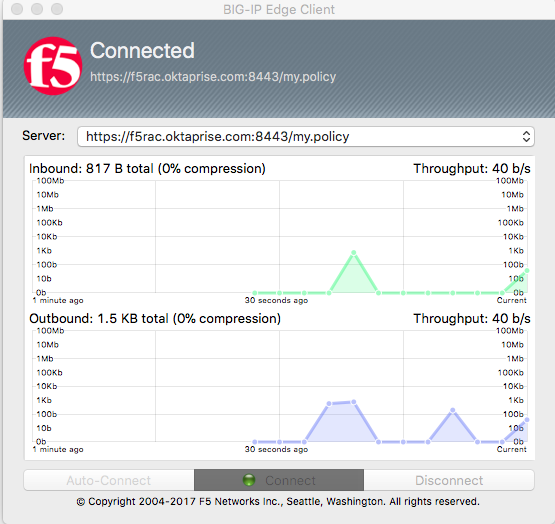 BIG-IP Edge Client
f5
Connected
https://f5rac.oktaprise.com:8443/my.policy
Server: https://f5rac.oktaprise.com:8443/my.policy
Inbound: 817 B total (0% compression) Throughput: 40 b/s
100Mb 100Mb
10Mb 10Mb
1Mb 1Mb
100Kb 100Kb
10Kb 10Kb
1Kb 1Kb
100b 100b
10b 10b
0b 0b
1 minute ago 30 seconds ago Current
Outbound: 1.5 KB total (0% compression) Throughput: 40 b/s
100Mb 100Mb
10Mb 10Mb
1Mb 1Mb
100Kb 100Kb
10Kb 10Kb
1Kb 1Kb
100b 100b
10b 10b
0b 0b
1 minute ago 30 seconds ago Current
Auto-Connect Connect Disconnect
© Copyright 2004-2017 F5 Networks Inc., Seattle, Washington. All rights reserved.